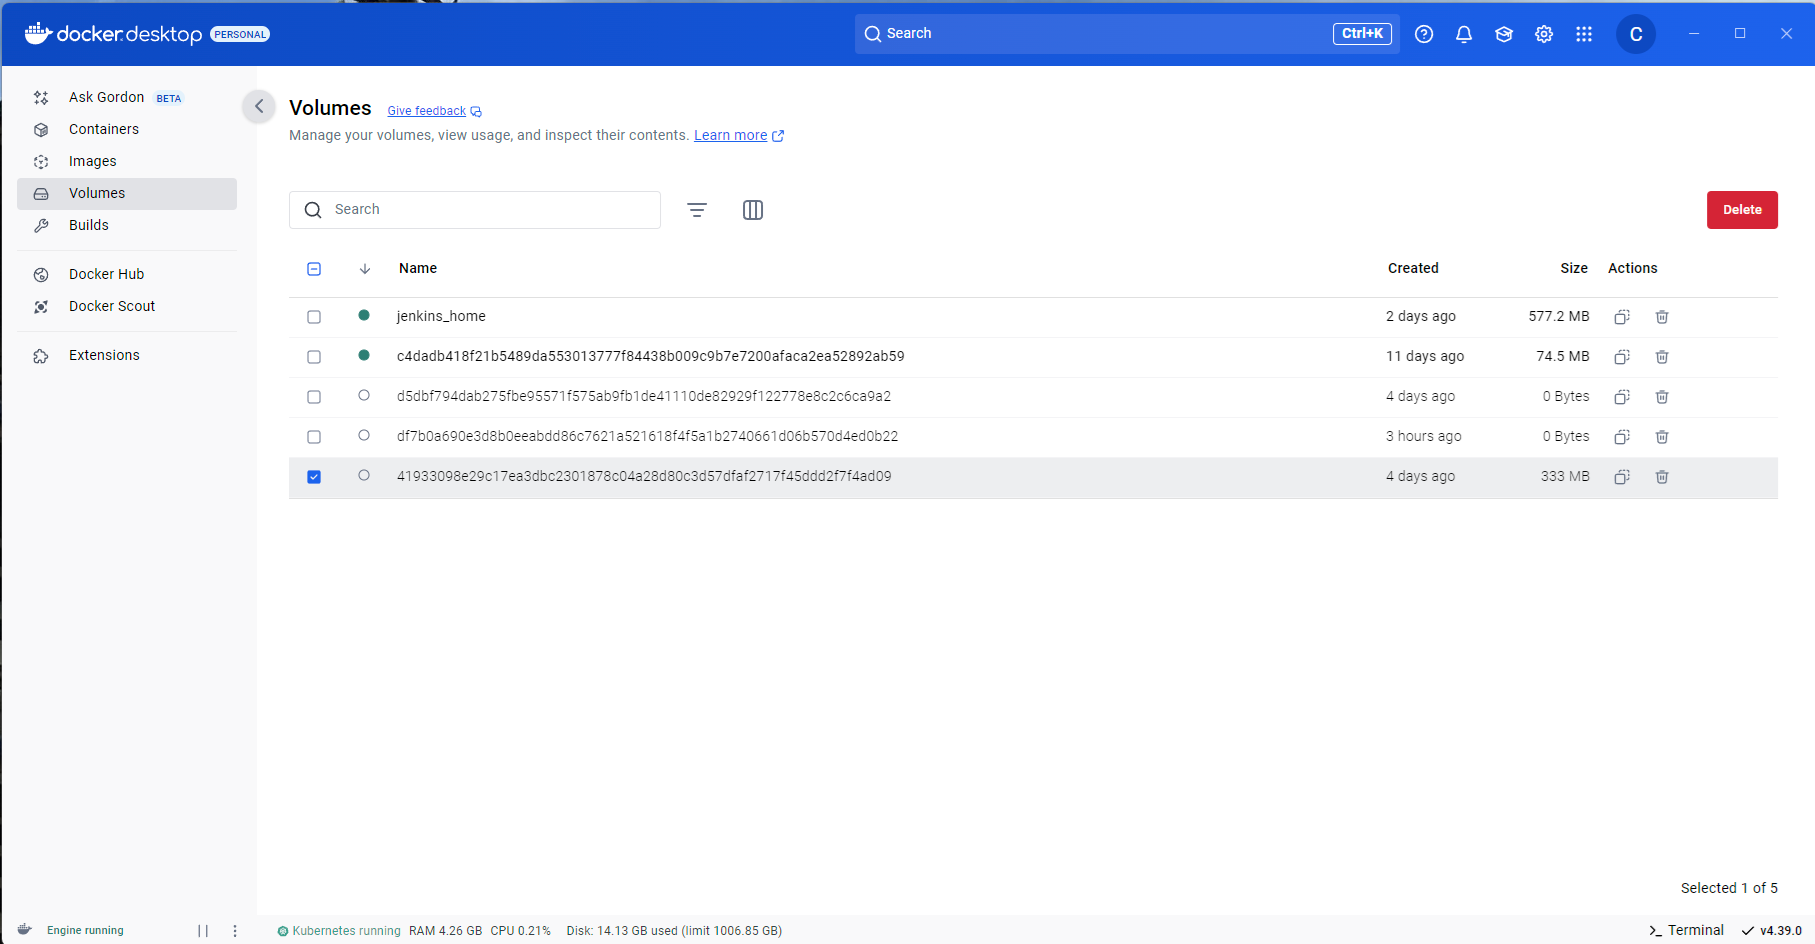 docker desktop PERSONAL
Search Ctrl+K
C
Ask Gordon BETA
Containers
Images
Volumes
Builds
Docker Hub
Docker Scout
Extensions
Volumes Give feedback
Manage your volumes, view usage, and inspect their contents. Learn more
Search
Delete
Name Created Size Actions
jenkins_home 2 days ago 577.2 MB
c4dadb418f21b5489da553013777f84438b009c9b7e7200afaca2ea52892ab59 11 days ago 74.5 MB
d5dbf794dab275fbe95571f575ab9fb1de41110de82929f122778e8c2c6ca9a2 4 days ago 0 Bytes
df7b0a690e3d8b0eeabdd86c7621a521618f4f5a1b2740661d06b570d4ed0b22 3 hours ago 0 Bytes
41933098e29c17ea3dbc2301878c04a28d80c3d57dfaf2717f45ddd2f7f4ad09 4 days ago 333 MB
Selected 1 of 5
Engine running
Kubernetes running RAM 4.26 GB CPU 0.21% Disk: 14.13 GB used (limit 1006.85 GB)
Terminal v4.39.0